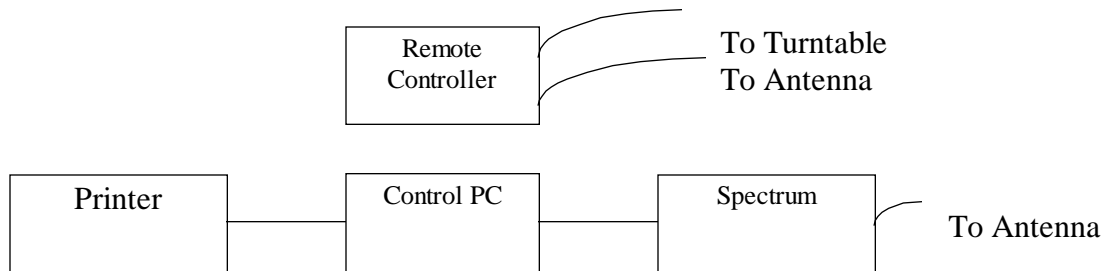 Remote
Controller
To Turntable
To Antenna
Printer
Control PC
Spectrum
To Antenna